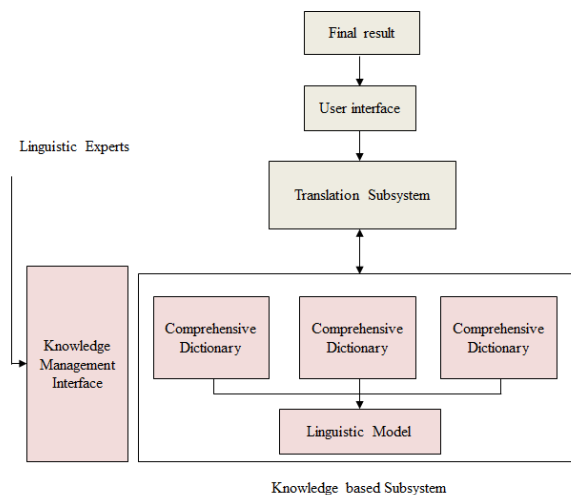 Final result
User interface
Linguistic Experts
Translation Subsystem
Knowledge
Management
Interface
Comprehensive
Dictionary
Comprehensive
Dictionary
Comprehensive
Dictionary
Linguistic Model
Knowledge based Subsystem